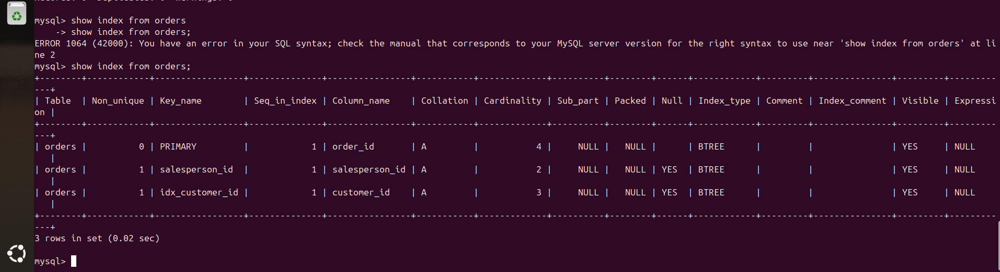 mysql> show index from orders
    -> show index from orders;
ERROR 1064 (42000): You have an error in your SQL syntax; check the manual that corresponds to your MySQL server version for the right syntax to use near 'show index from orders' at li
ne 2
mysql> show index from orders;
+--------+------------+-----------------+--------------+----------------+-----------+-------------+----------+--------+------+------------+---------+---------------+---------+---------
---+
| Table  | Non_unique | Key_name        | Seq_in_index | Column_name    | Collation | Cardinality | Sub_part | Packed | Null | Index_type | Comment | Index_comment | Visible | Expressi
on |
+--------+------------+-----------------+--------------+----------------+-----------+-------------+----------+--------+------+------------+---------+---------------+---------+---------
---+
| orders |          0 | PRIMARY         |            1 | order_id       | A         |           4 |     NULL |   NULL |      | BTREE      |         |               | YES     | NULL
   |
| orders |          1 | salesperson_id  |            1 | salesperson_id | A         |           2 |     NULL |   NULL | YES  | BTREE      |         |               | YES     | NULL
   |
| orders |          1 | idx_customer_id |            1 | customer_id    | A         |           3 |     NULL |   NULL | YES  | BTREE      |         |               | YES     | NULL
   |
+--------+------------+-----------------+--------------+----------------+-----------+-------------+----------+--------+------+------------+---------+---------------+---------+---------
---+
3 rows in set (0.02 sec)
mysql>